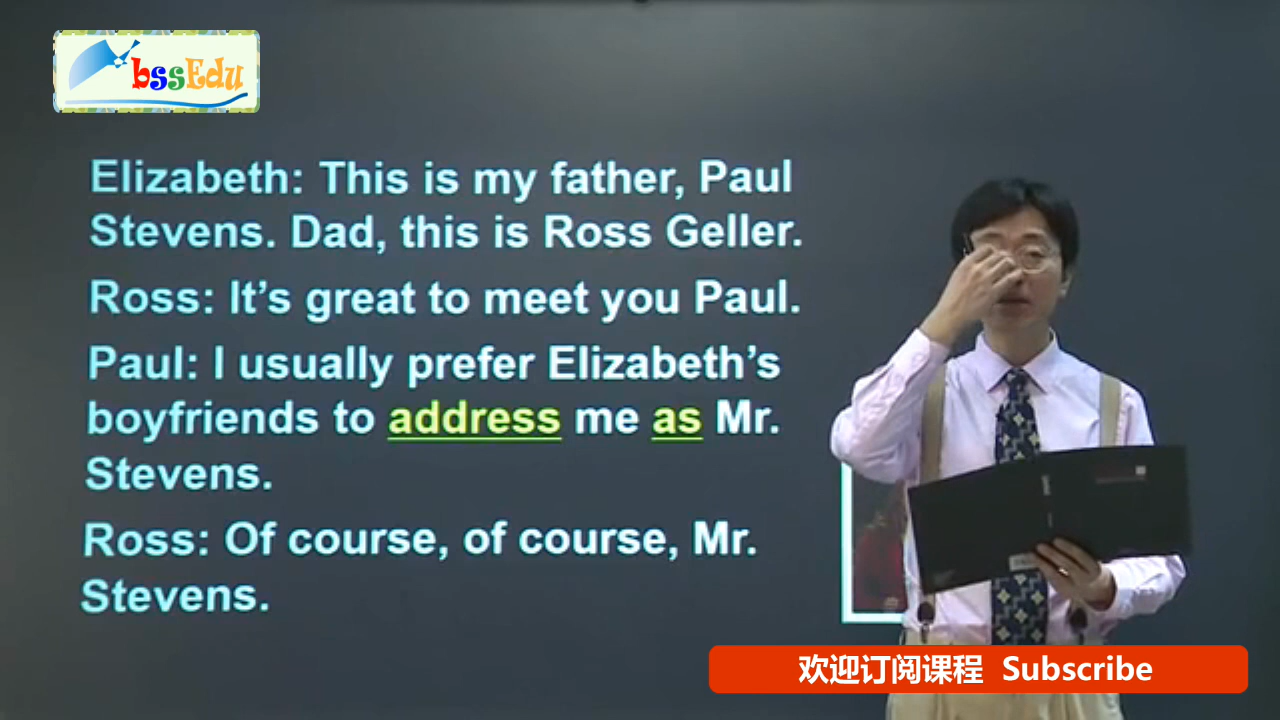 bssEdu
Elizabeth: This is my father, Paul
Stevens. Dad, this is Ross Geller.
Ross: It’s great to meet you Paul.
Paul: I usually prefer Elizabeth’s
boyfriends to address me as Mr.
Stevens.
Ross: Of course, of course, Mr.
Stevens.
欢迎订阅课程 Subscribe